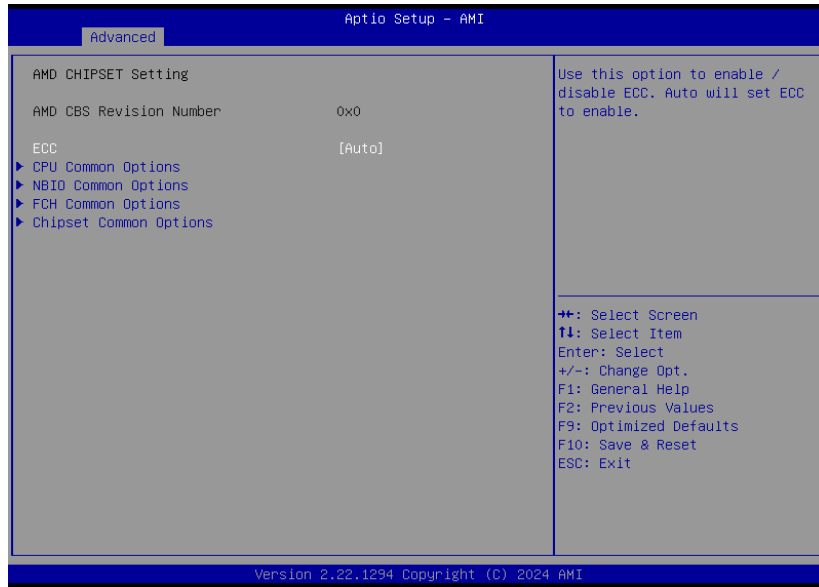 Aptio Setup – AMI
Advanced
AMD CHIPSET Setting
AMD CBS Revision Number 0x0
ECC [Auto]
CPU Common Options
NBIO Common Options
FCH Common Options
Chipset Common Options
Use this option to enable /
disable ECC. Auto will set ECC
to enable.
→←: Select Screen
↑↓: Select Item
Enter: Select
+/-: Change Opt.
F1: General Help
F2: Previous Values
F9: Optimized Defaults
F10: Save & Reset
ESC: Exit
Version 2.22.1294 Copyright (C) 2024 AMI